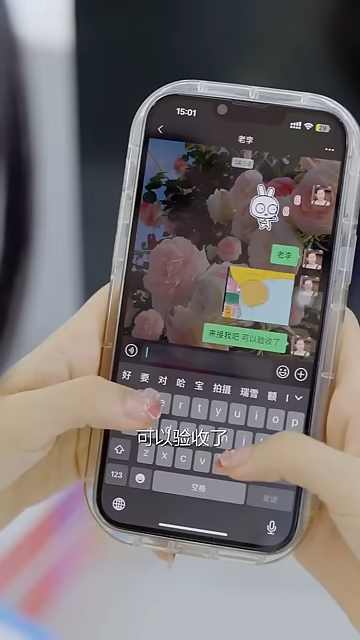 15:01
老李
老李
来接我吧 可以验收了
好 要 对 哈 宝 拍摄 瑞雪 颤
e r t y u i o p
z x c v
可以验收了
123
空格
发送